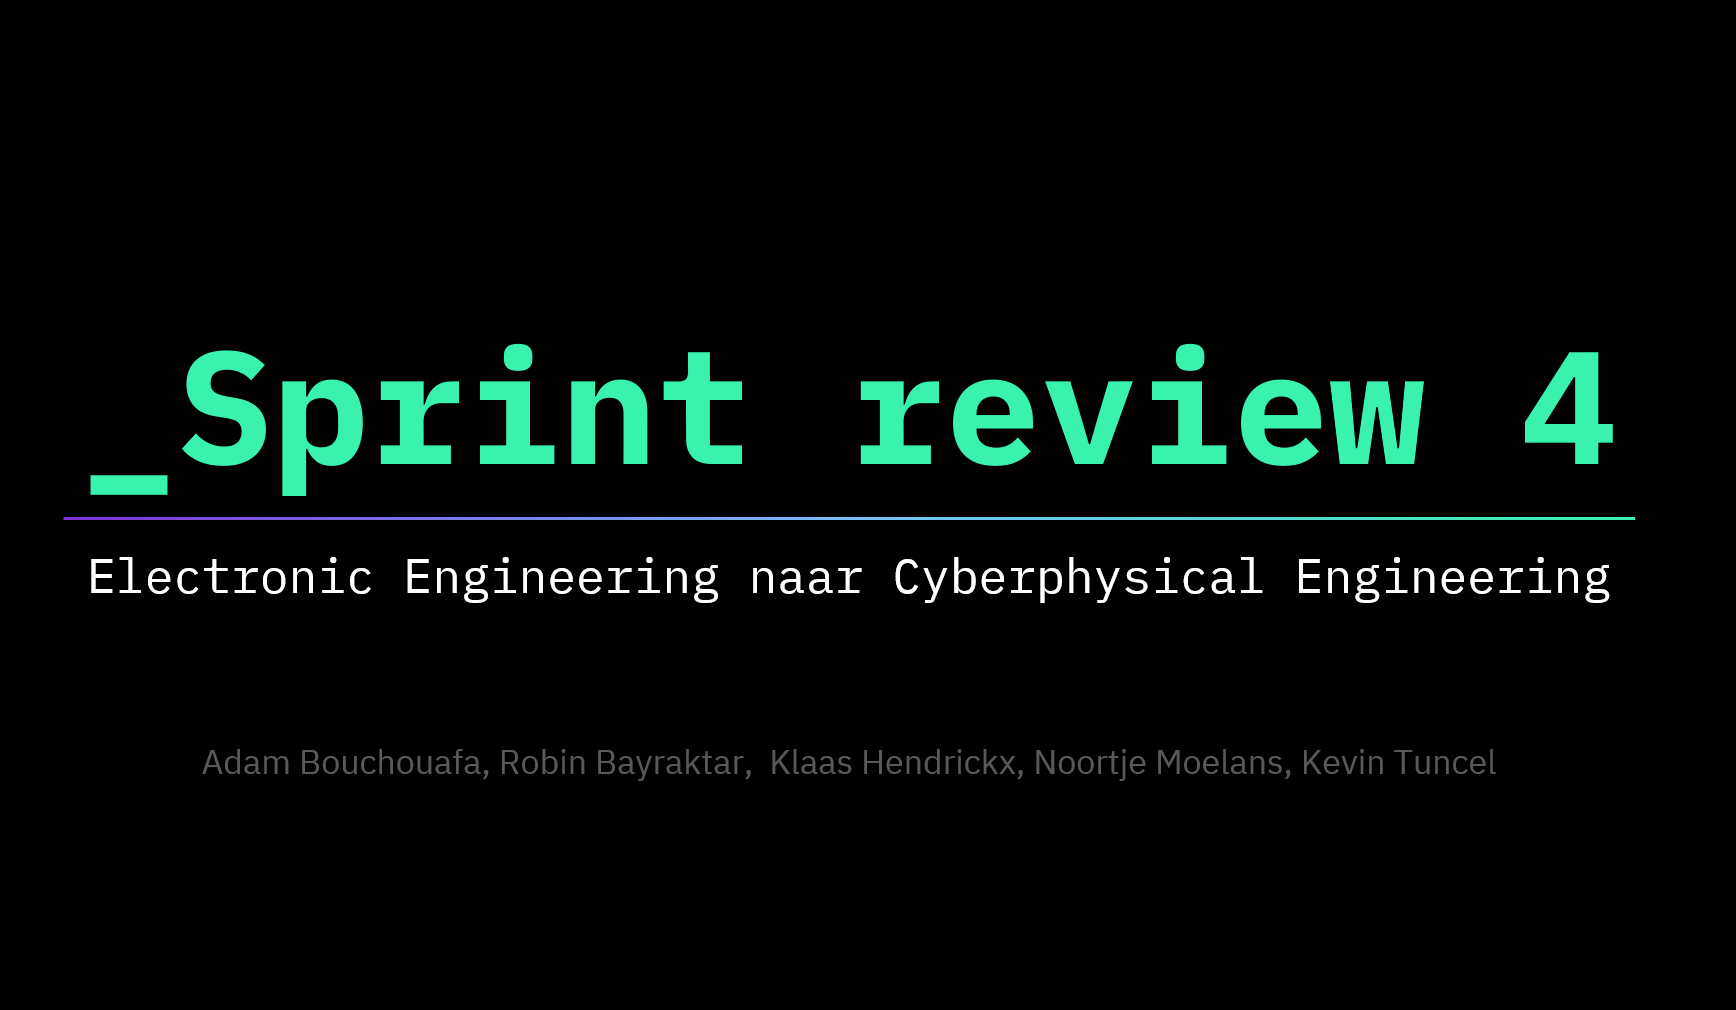 _Sprint review 4
Electronic Engineering naar Cyberphysical Engineering
Adam Bouchouafa, Robin Bayraktar,  Klaas Hendrickx, Noortje Moelans, Kevin Tuncel